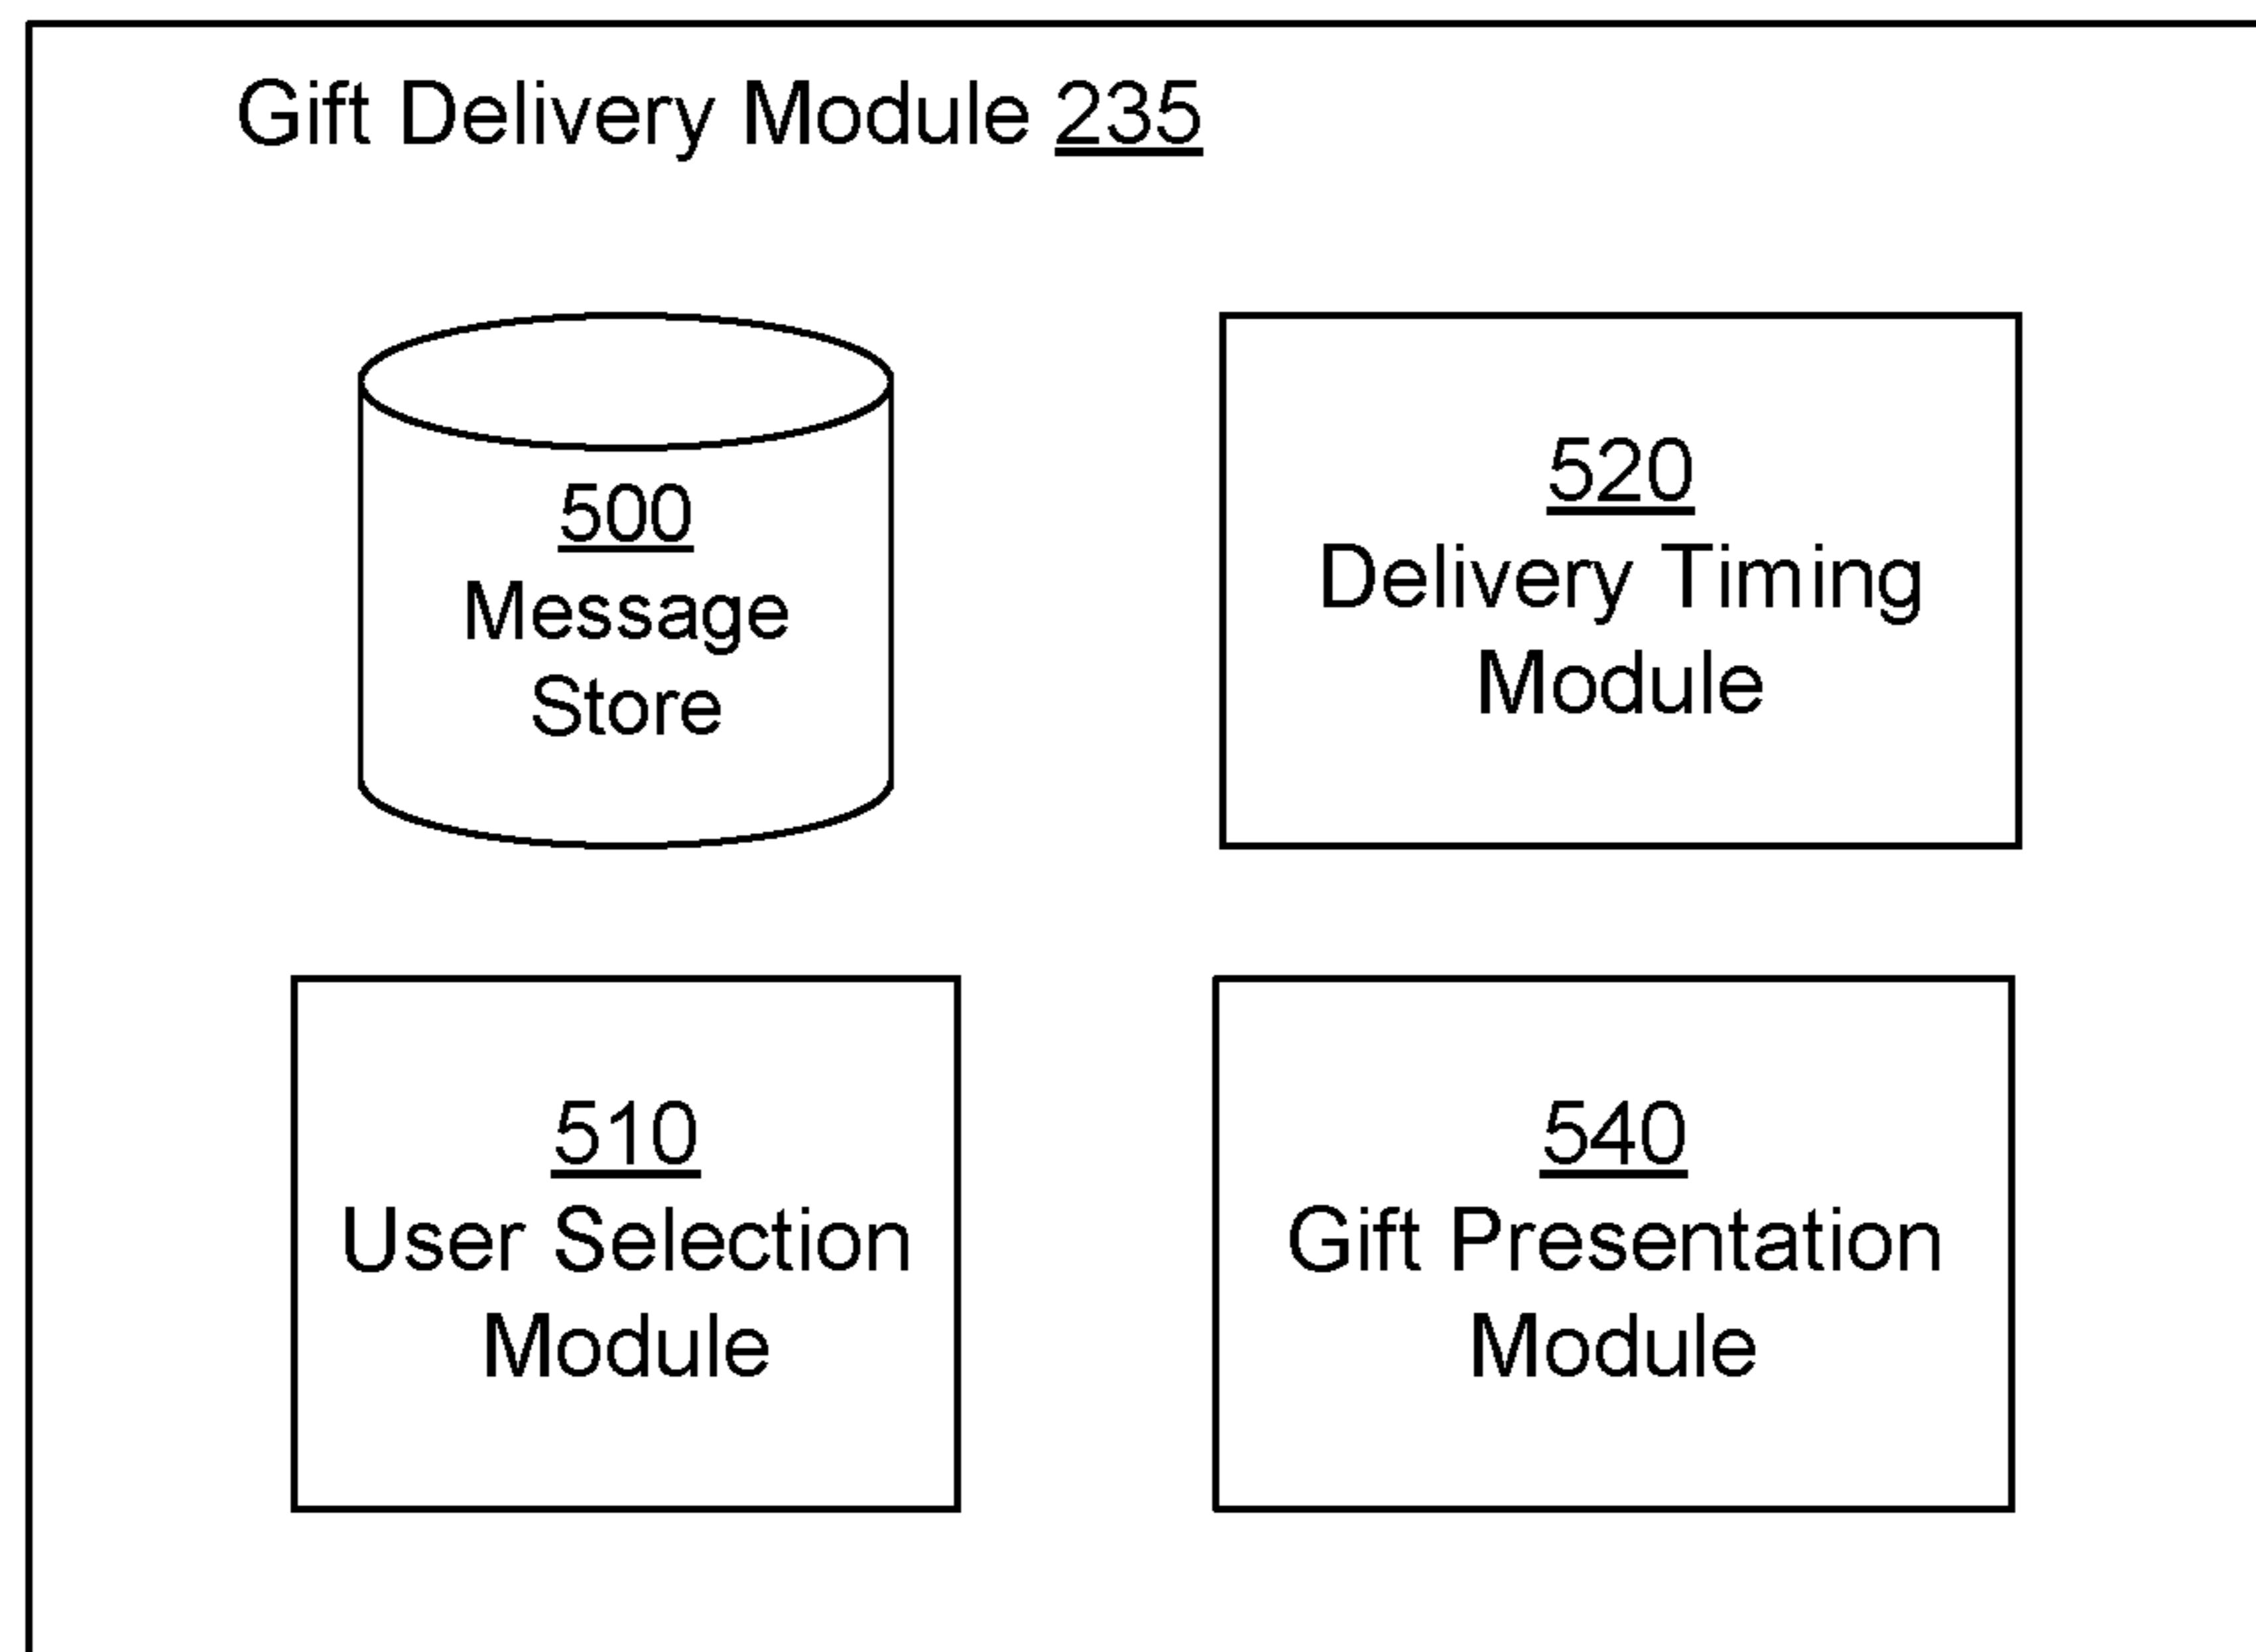 Gift Delivery Module 235
500
Message
Store
520
Delivery Timing
Module
510
User Selection
Module
540
Gift Presentation
Module